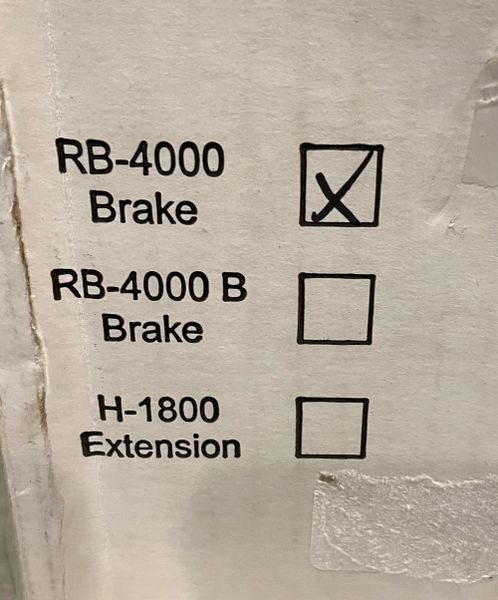 RB-4000
Brake
RB-4000 B
Brake
H-1800
Extension